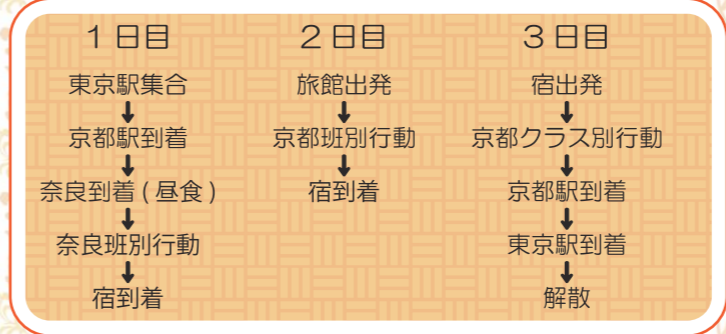 1日目
東京駅集合
↓
京都駅到着
↓
奈良到着(昼食)
↓
奈良班別行動
↓
宿到着
2日目
旅館出発
↓
京都班別行動
↓
宿到着
3日目
宿出発
↓
京都クラス別行動
↓
京都駅到着
↓
東京駅到着
↓
解散